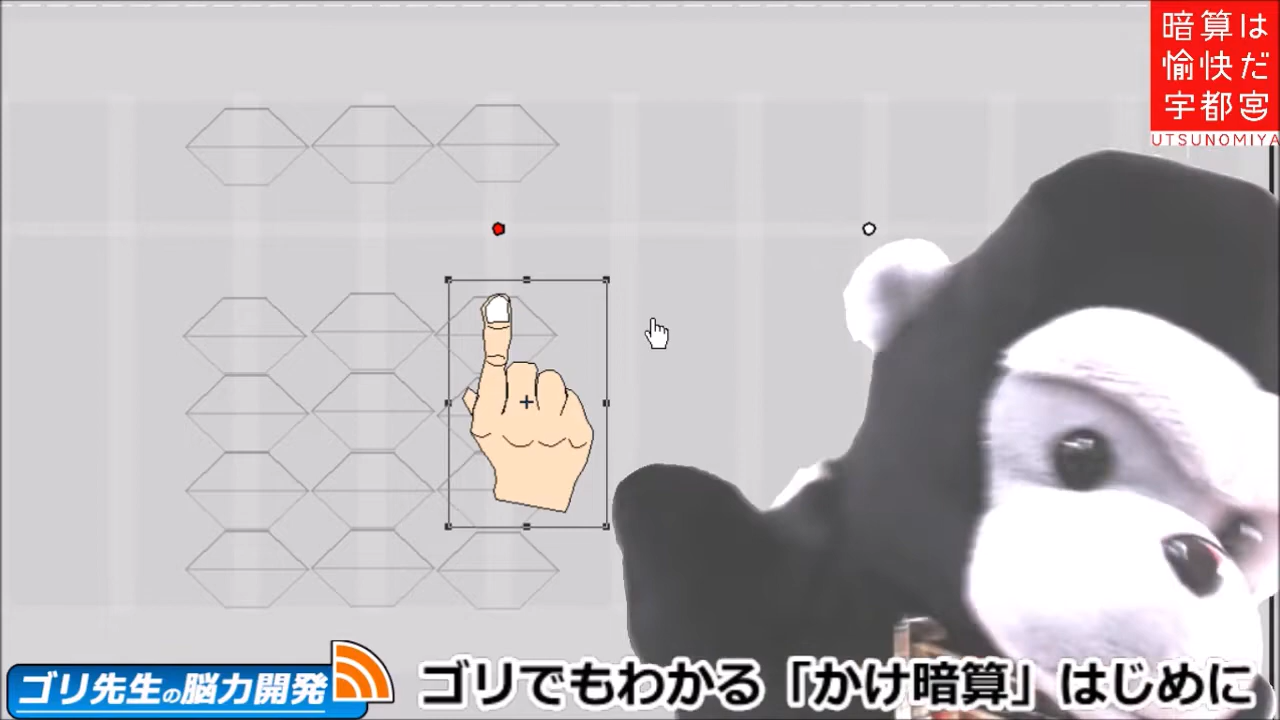 暗算は
愉快だ
宇都宮
UTSUNOMIYA
ゴリ先生の脳力開発
ゴリでもわかる「かけ暗算」はじめに